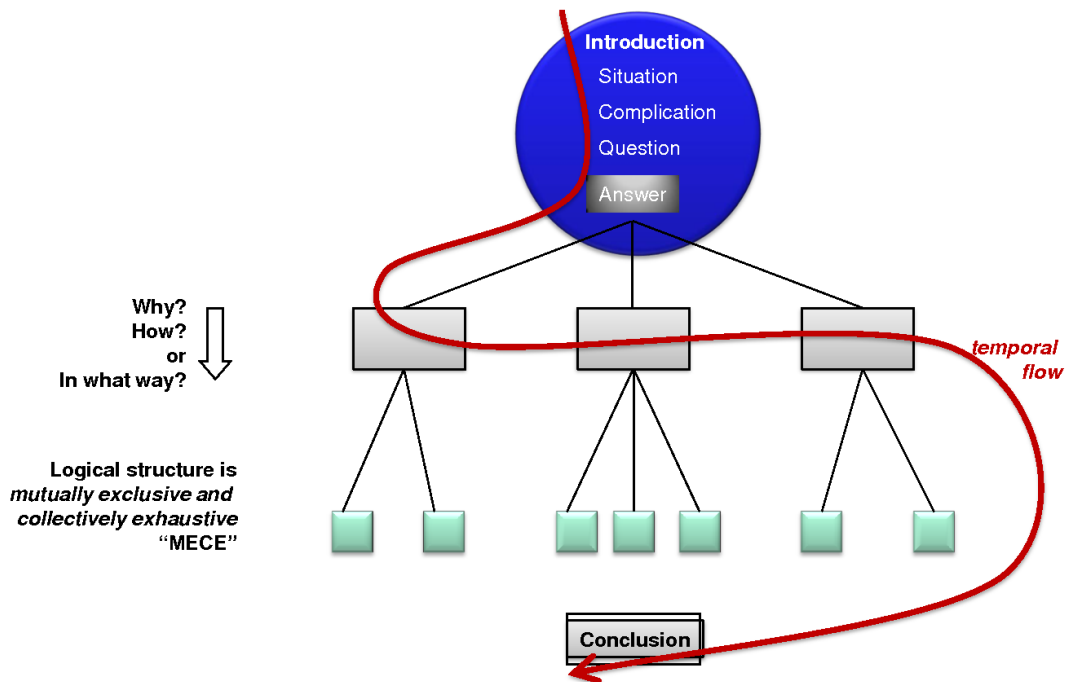 Introduction
Situation
Complication
Question
Answer
Why?
How?
or
In what way?
temporal
flow
Logical structure is
mutually exclusive and
collectively exhaustive
“MECE”
Conclusion